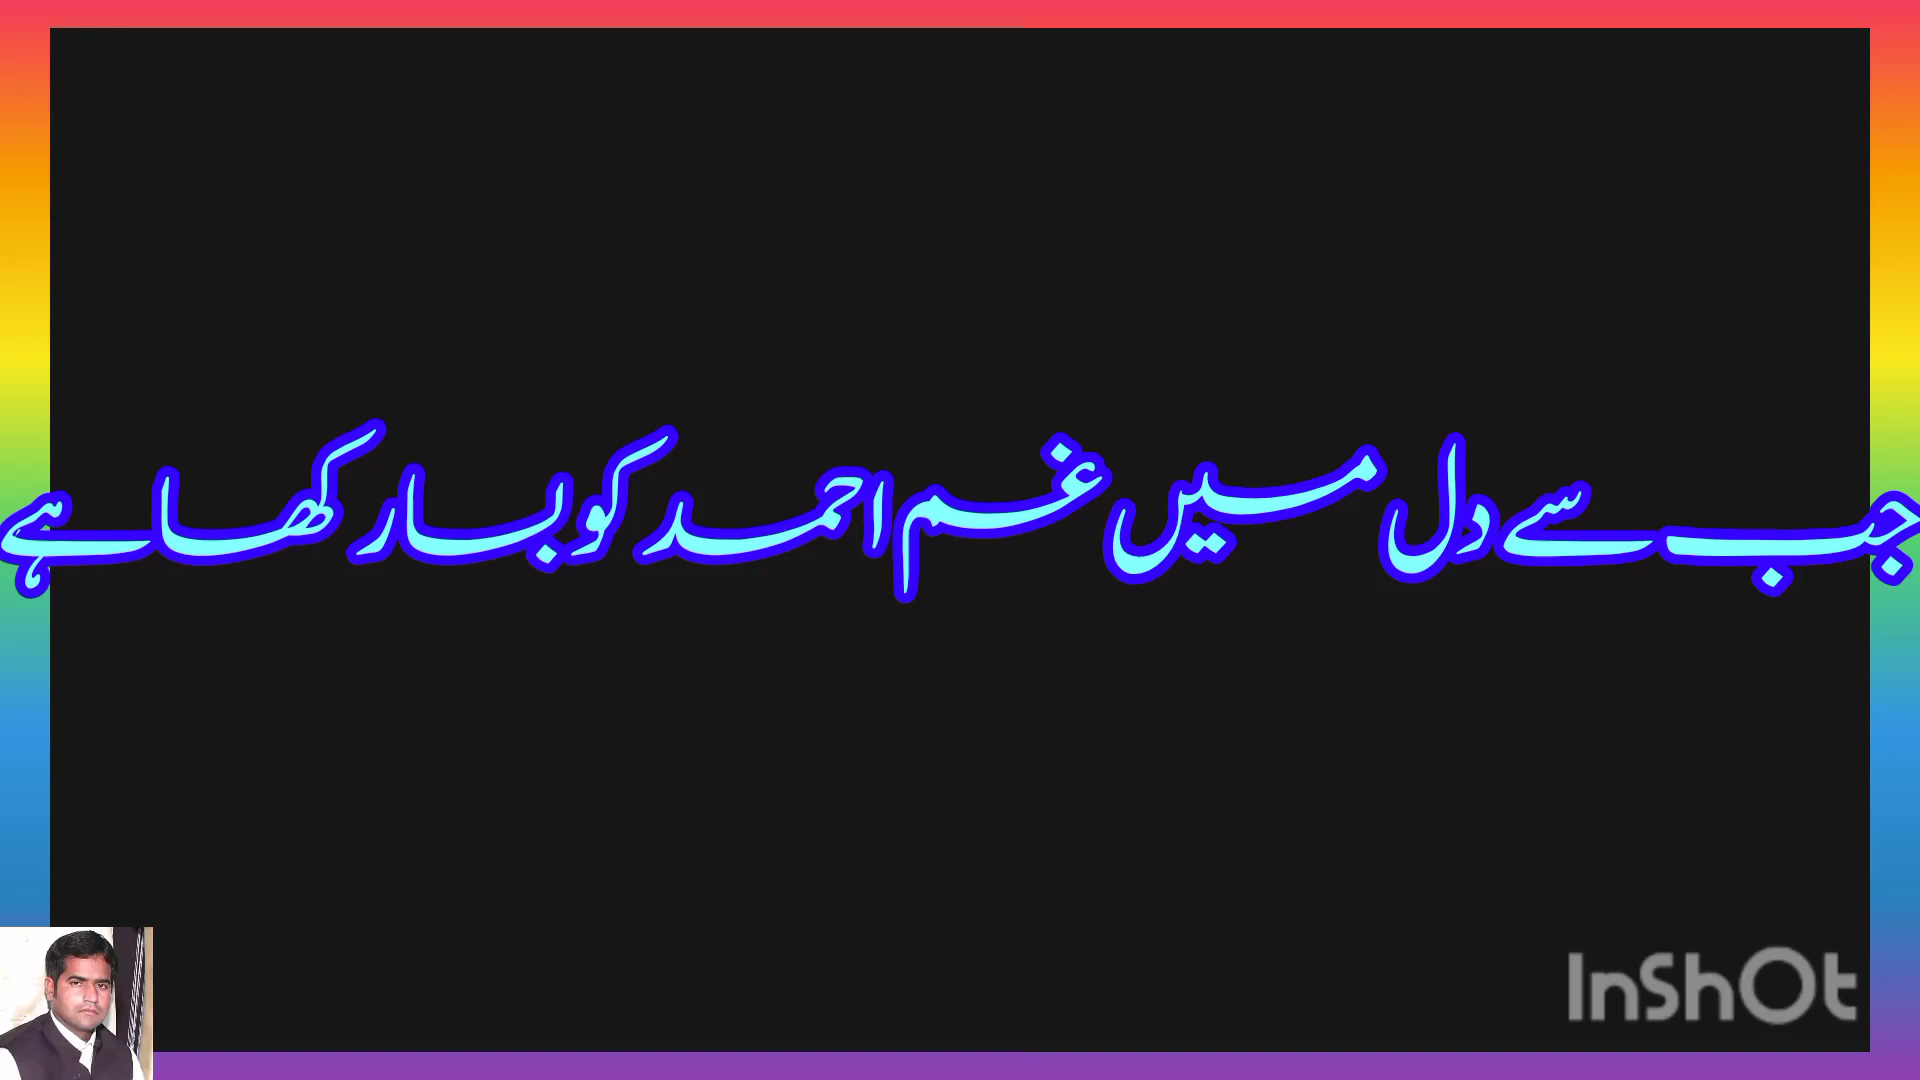 جب سے دل میں غم احمد کو بسا رکھا ہے
InShOt